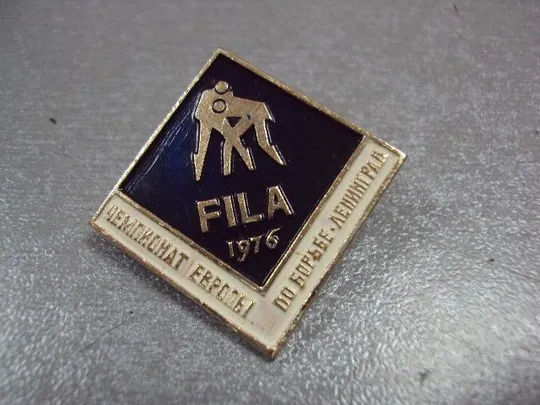 FILA
1976
ЧЕМПИОНАТ ЕВРОПЫ
ПО БОРЬБЕ • ЛЕНИНГРАД